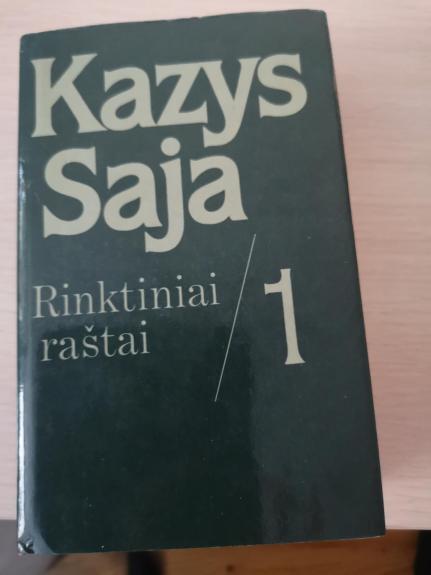 Kazys
Saja
Rinktiniai
raštai
/1